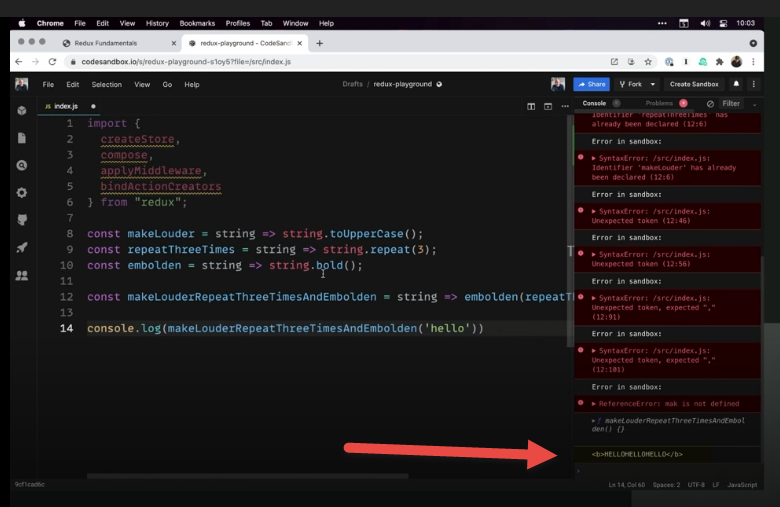 Chrome File Edit View History Bookmarks Profiles Tab Window Help 10:03
Redux Fundamentals × redux-playground - CodeSand × +
codesandbox.io/s/redux-playground-s1oy5?file=/src/index.js
File Edit Selection View Go Help Drafts / redux-playground Share Fork Create Sandbox
JS index.js Console Problems Filter
1 import {
2 createStore,
3 compose,
4 applyMiddleware,
5 bindActionCreators
6 } from "redux";
7
8 const makeLouder = string => string.toUpperCase();
9 const repeatThreeTimes = string => string.repeat(3);
10 const embolden = string => string.bold();
11
12 const makeLouderRepeatThreeTimesAndEmbolden = string => embolden(repeatT
13
14 console.log(makeLouderRepeatThreeTimesAndEmbolden('hello'))
Identifier 'repeatThreeTimes' has
already been declared (12:6)
Error in sandbox:
▶ SyntaxError: /src/index.js:
Identifier 'makeLouder' has already
been declared (12:6)
Error in sandbox:
▶ SyntaxError: /src/index.js:
Unexpected token (12:46)
Error in sandbox:
▶ SyntaxError: /src/index.js:
Unexpected token (12:56)
Error in sandbox:
▶ SyntaxError: /src/index.js:
Unexpected token, expected ","
(12:91)
Error in sandbox:
▶ SyntaxError: /src/index.js:
Unexpected token, expected ","
(12:101)
Error in sandbox:
▶ ReferenceError: mak is not defined
▶ ƒ makeLouderRepeatThreeTimesAndEmbol
den() {}
<b>HELLOHELLOHELLO</b>
9cf1cad6c Ln 14, Col 60 Spaces: 2 UTF-8 LF JavaScript